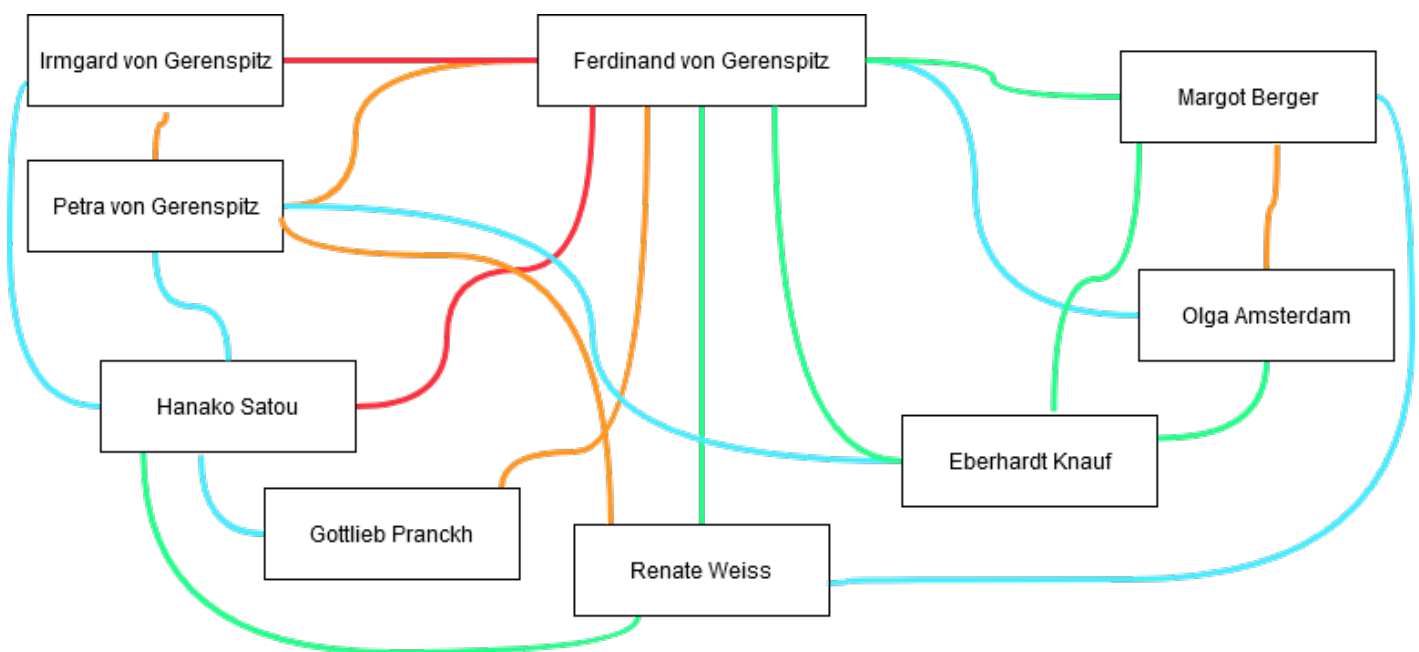 Irmgard von Gerenspitz
Ferdinand von Gerenspitz
Margot Berger
Petra von Gerenspitz
Olga Amsterdam
Hanako Satou
Eberhardt Knauf
Gottlieb Pranckh
Renate Weiss